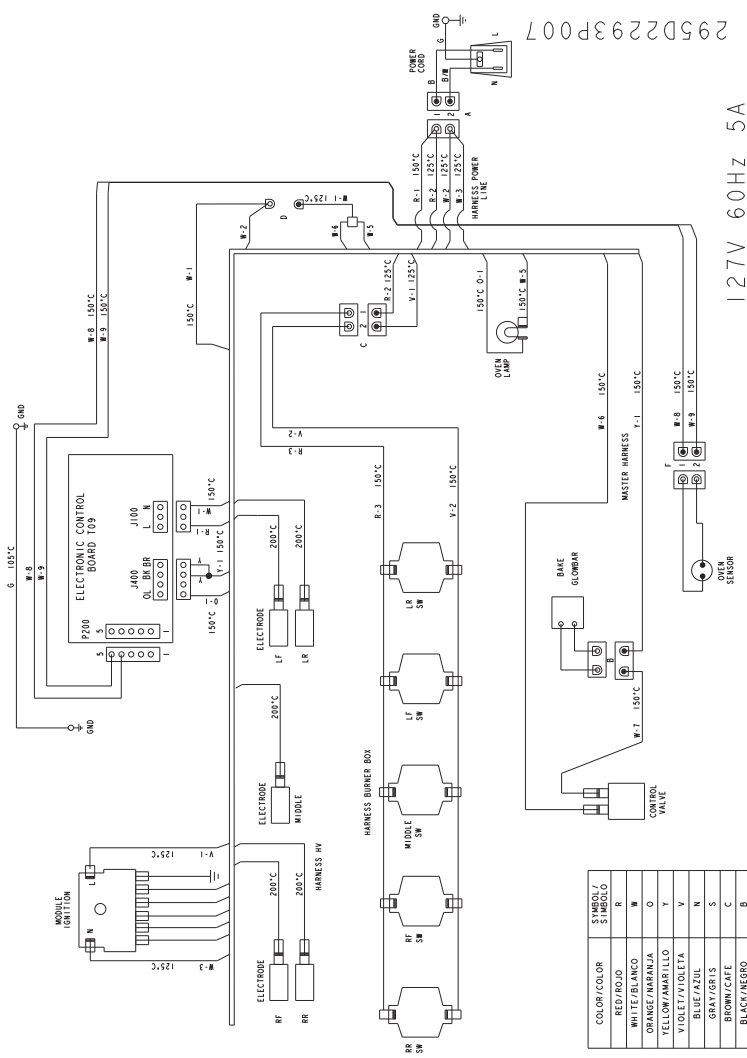 295D2293P007
127V 60Hz 5A
GND
G
POWER
CORD
L
N
B
B/W
1
2
A
R-1 150°C
R-2 125°C
W-2 125°C
W-3 125°C
HARNESS POWER
LINE
W-1 125°C
D
W-2
W-6
W-5
W-1
150°C
W-8 150°C
W-9 150°C
R-2 125°C
V-1 125°C
1
2
C
150°C O-1
150°C W-5
OVEN
LAMP
W-6 150°C
Y-1 150°C
MASTER HARNESS
W-8 150°C
W-9 150°C
F
1
2
OVEN
SENSOR
GND
G 105°C
W-8
W-9
GND
ELECTRONIC CONTROL
BOARD T09
P200
5
1
5
1
J400
OL BK BR
J100
L N
O-1
150°C
Y
Y
Y-1 150°C
R-1
W-1 150°C
ELECTRODE
LF
LR
200°C
200°C
ELECTRODE
MIDDLE
200°C
ELECTRODE
RF
RR
200°C
200°C
HARNESS HV
MODULE
IGNITION
N
L
W-3 125°C
V-1 125°C
V-2
R-3
R-3 150°C
V-2 150°C
HARNESS BURNER BOX
LR
SW
LF
SW
MIDDLE
SW
RF
SW
RR
SW
BAKE
GLOWBAR
B
W-7 150°C
CONTROL
VALVE
COLOR/COLOR SYMBOL/
SIMBOLO
RED/ROJO R
WHITE/BLANCO W
ORANGE/NARANJA O
YELLOW/AMARILLO Y
VIOLET/VIOLETA V
BLUE/AZUL N
GRAY/GRIS S
BROWN/CAFE C
BLACK/NEGRO B